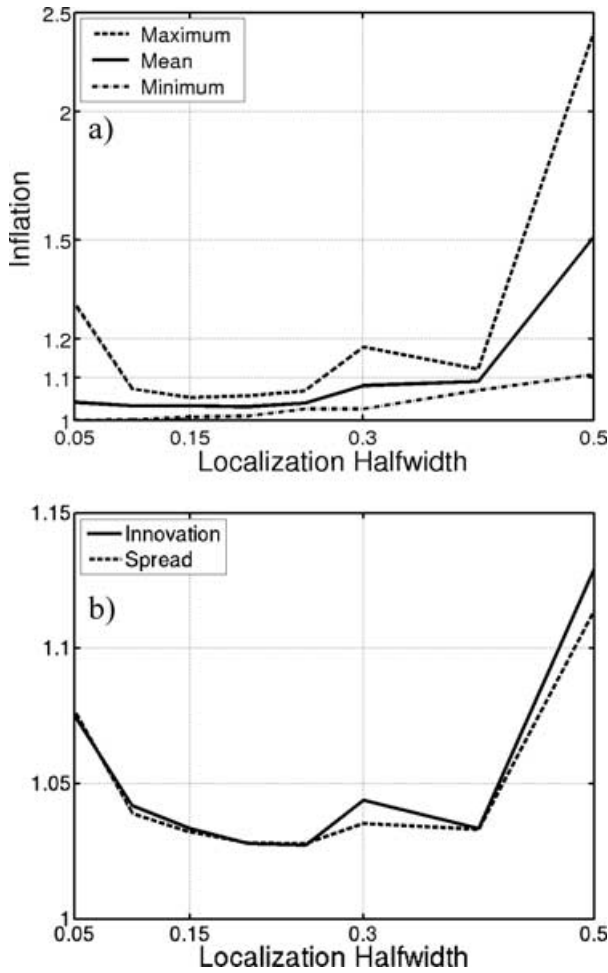 2.5
Maximum
Mean
Minimum
2
a)
Inflation
1.5
1.2
1.1
1
0.05 0.15 0.3 0.5
Localization Halfwidth
1.15
Innovation
Spread
b)
1.1
1.05
1
0.05 0.15 0.3 0.5
Localization Halfwidth